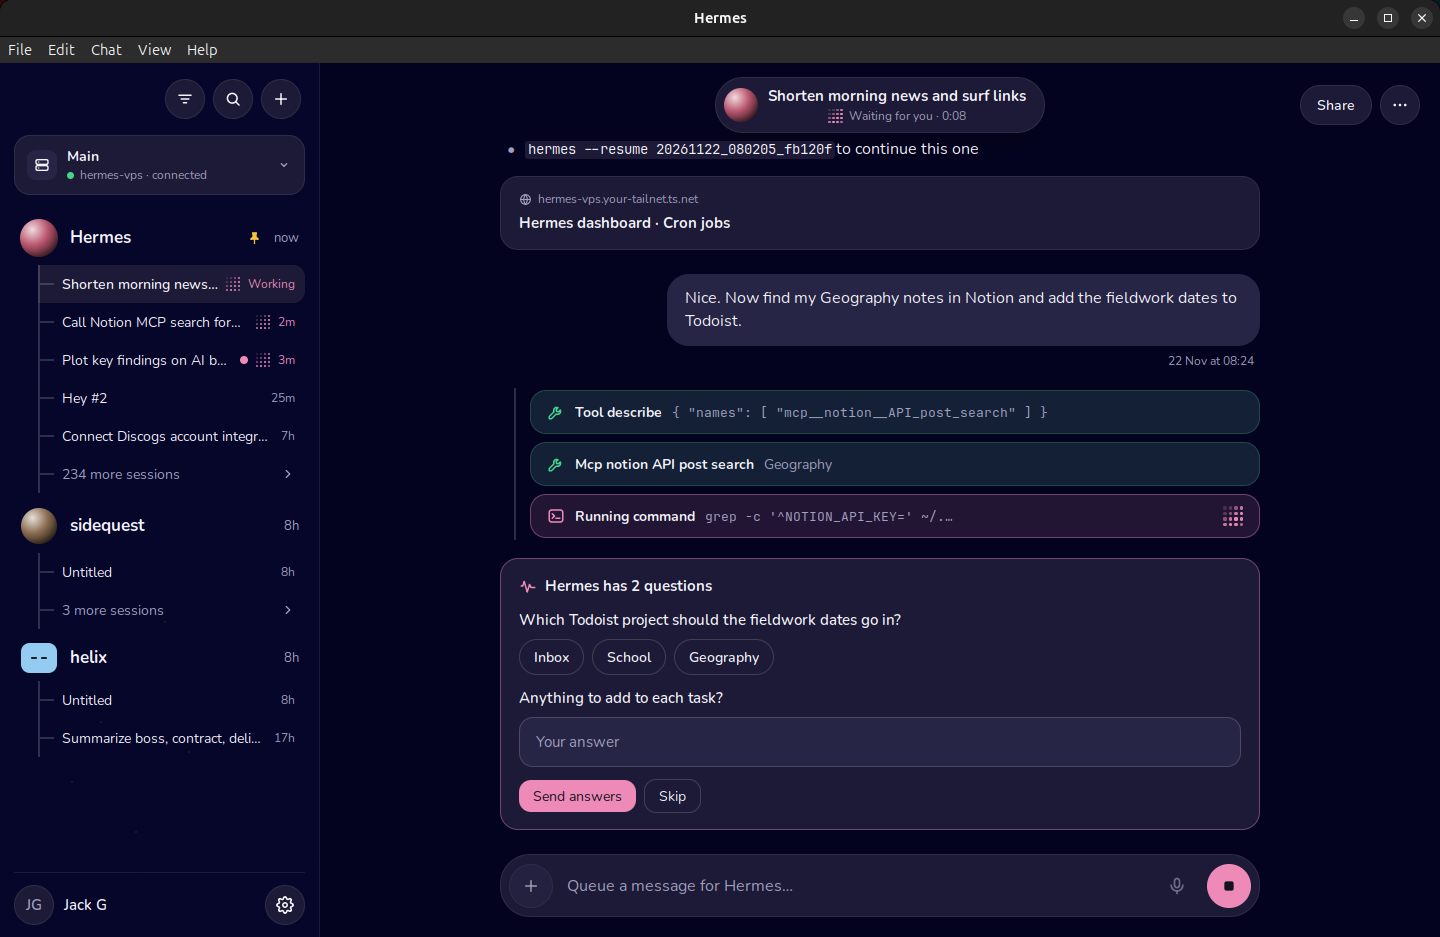 Hermes
File Edit Chat View Help
Main
hermes-vps · connected
Hermes now
Shorten morning news... Working
Call Notion MCP search for... 2m
Plot key findings on AI b... 3m
Hey #2 25m
Connect Discogs account integr... 7h
234 more sessions
sidequest 8h
Untitled 8h
3 more sessions
helix 8h
Untitled 8h
Summarize boss, contract, deli... 17h
JG Jack G
Shorten morning news and surf links
Waiting for you · 0:08
Share
• hermes --resume 20261122_080205_fb120f to continue this one
hermes-vps.your-tailnet.ts.net
Hermes dashboard · Cron jobs
Nice. Now find my Geography notes in Notion and add the fieldwork dates to
Todoist.
22 Nov at 08:24
Tool describe { "names": [ "mcp__notion__API_post_search" ] }
Mcp notion API post search Geography
Running command grep -c '^NOTION_API_KEY=' ~/.…
Hermes has 2 questions
Which Todoist project should the fieldwork dates go in?
Inbox School Geography
Anything to add to each task?
Your answer
Send answers Skip
Queue a message for Hermes...